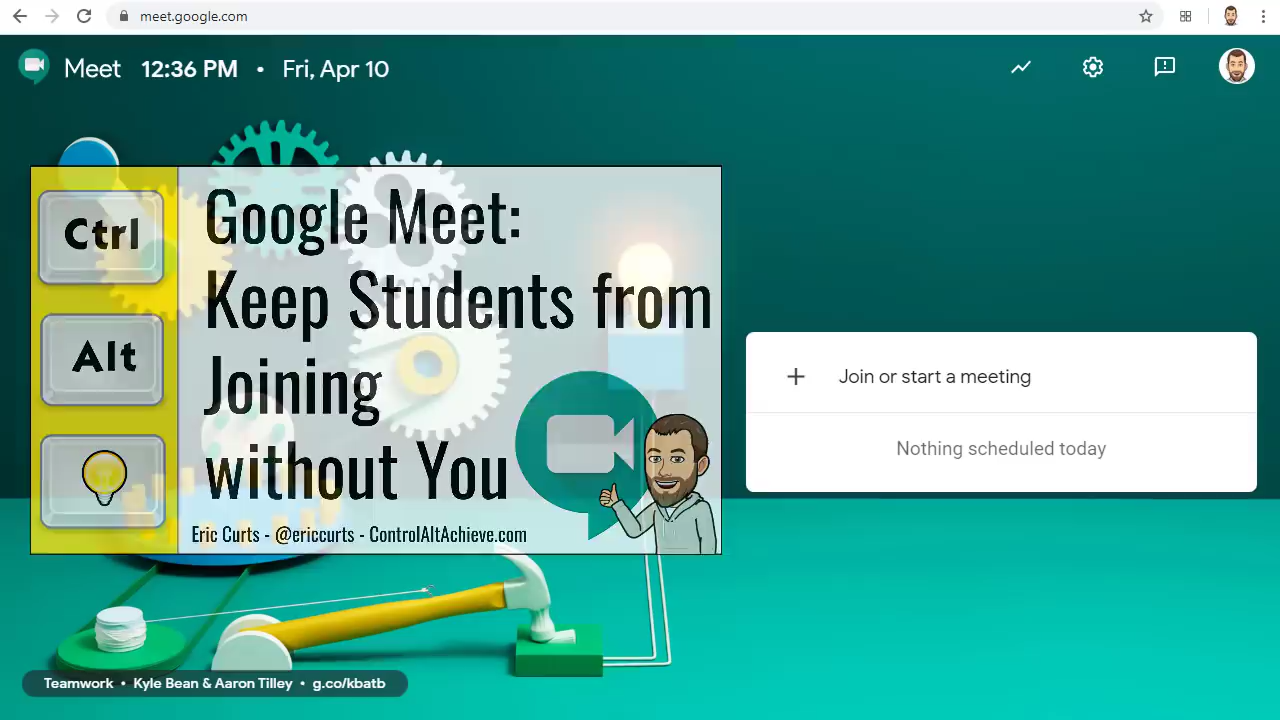 meet.google.com
Meet 12:36 PM • Fri, Apr 10
Ctrl
Alt
Google Meet:
Keep Students from
Joining
without You
Eric Curts - @ericcurts - ControlAltAchieve.com
Join or start a meeting
Nothing scheduled today
Teamwork • Kyle Bean & Aaron Tilley • g.co/kbatb